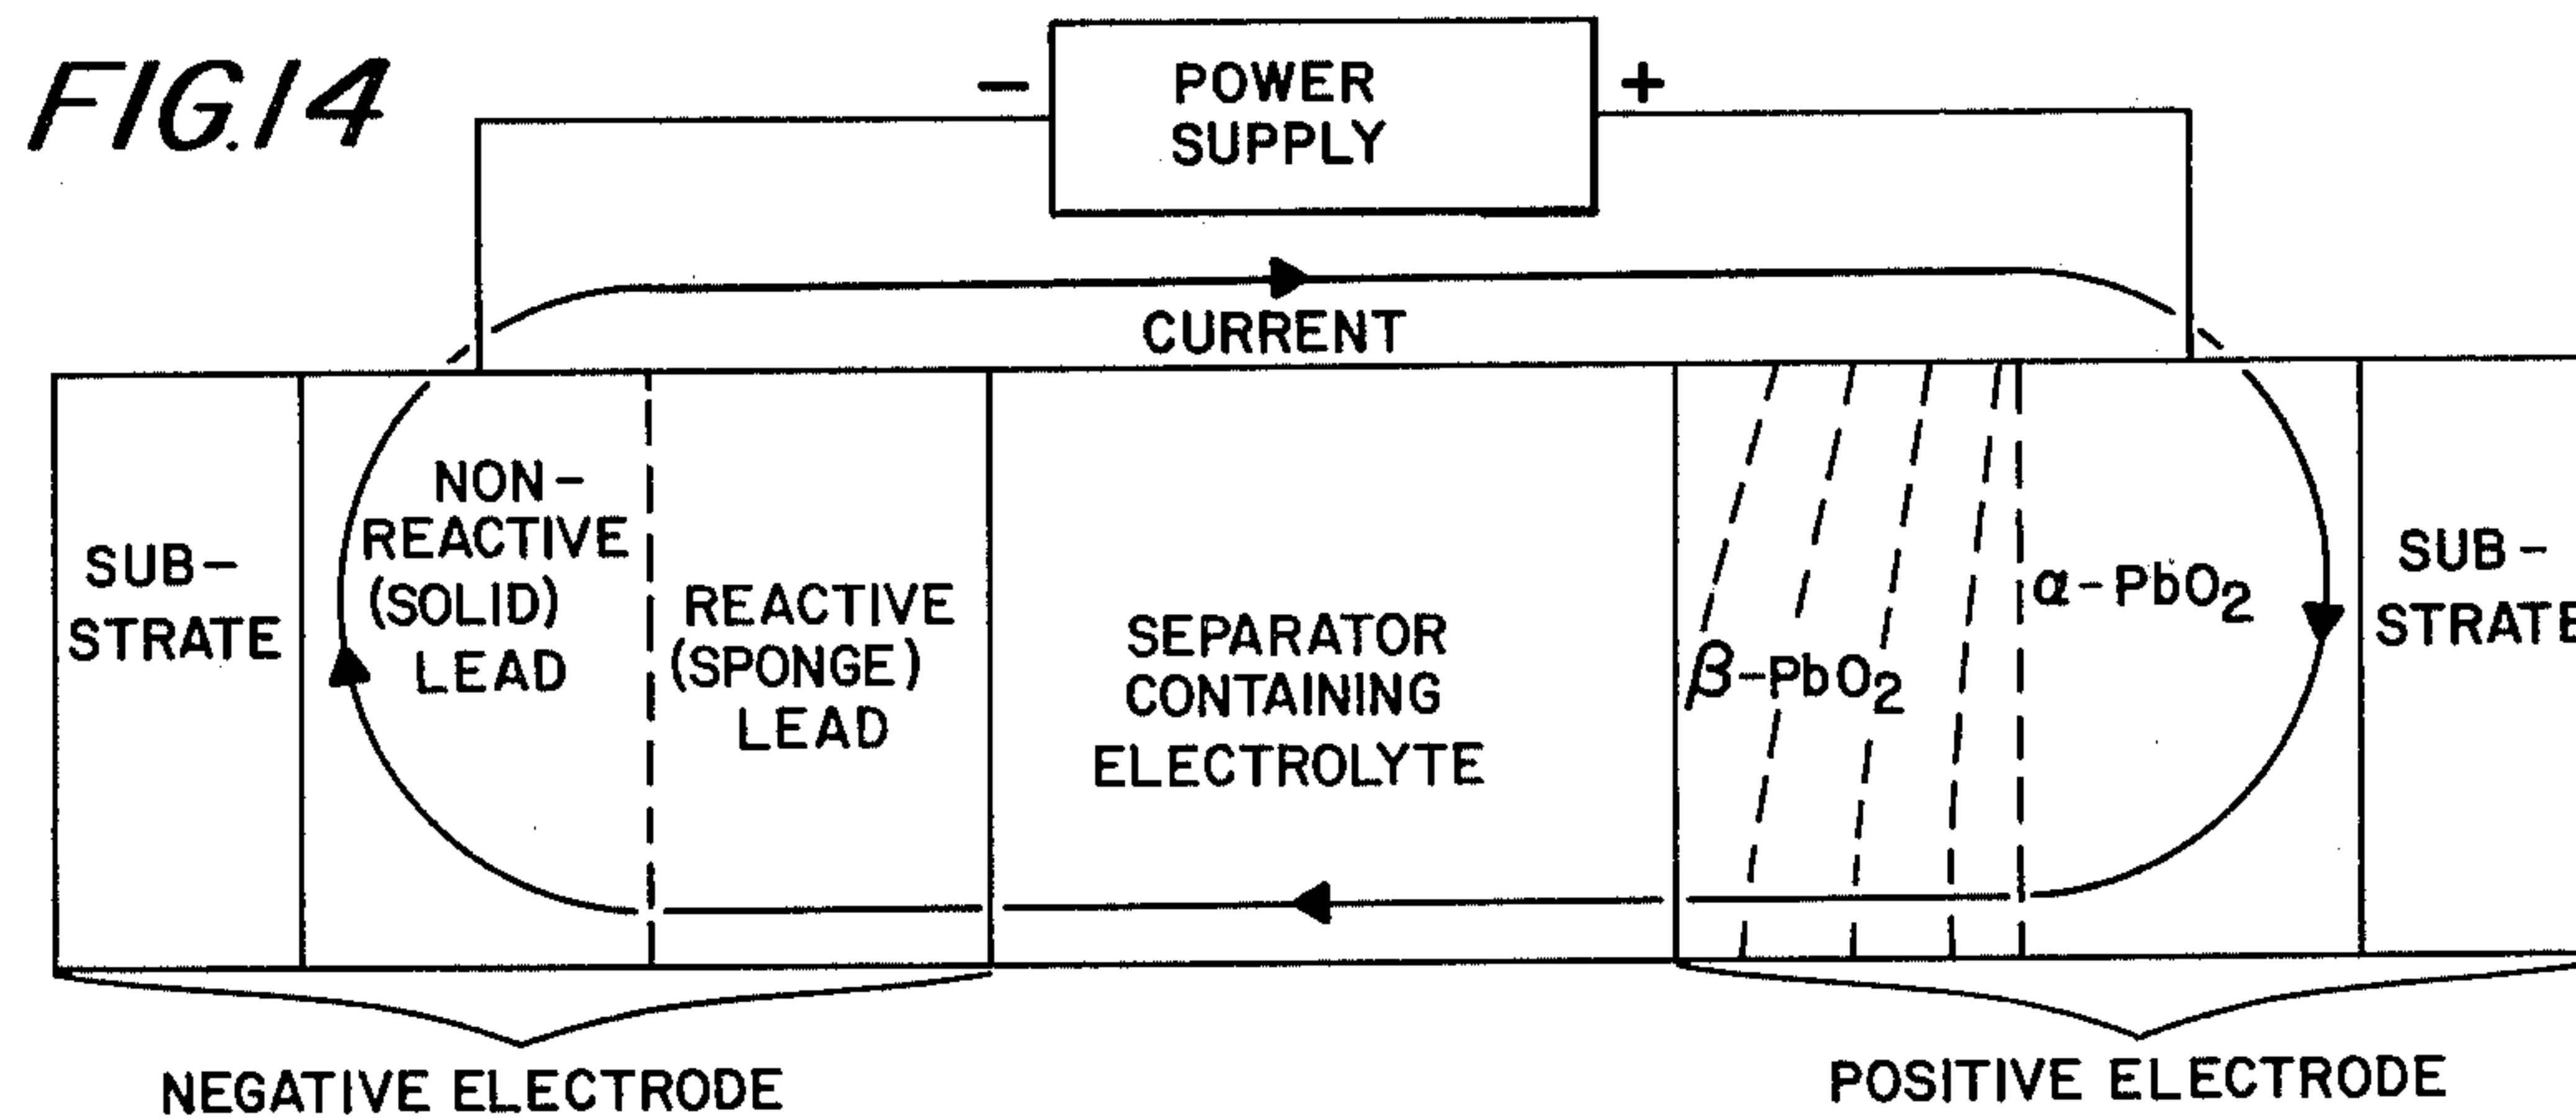 FIG.14
−
POWER
SUPPLY
+
CURRENT
SUB-
STRATE
NON-
REACTIVE
(SOLID)
LEAD
REACTIVE
(SPONGE)
LEAD
SEPARATOR
CONTAINING
ELECTROLYTE
β-PbO2
α-PbO2
SUB-
STRATE
NEGATIVE ELECTRODE
POSITIVE ELECTRODE